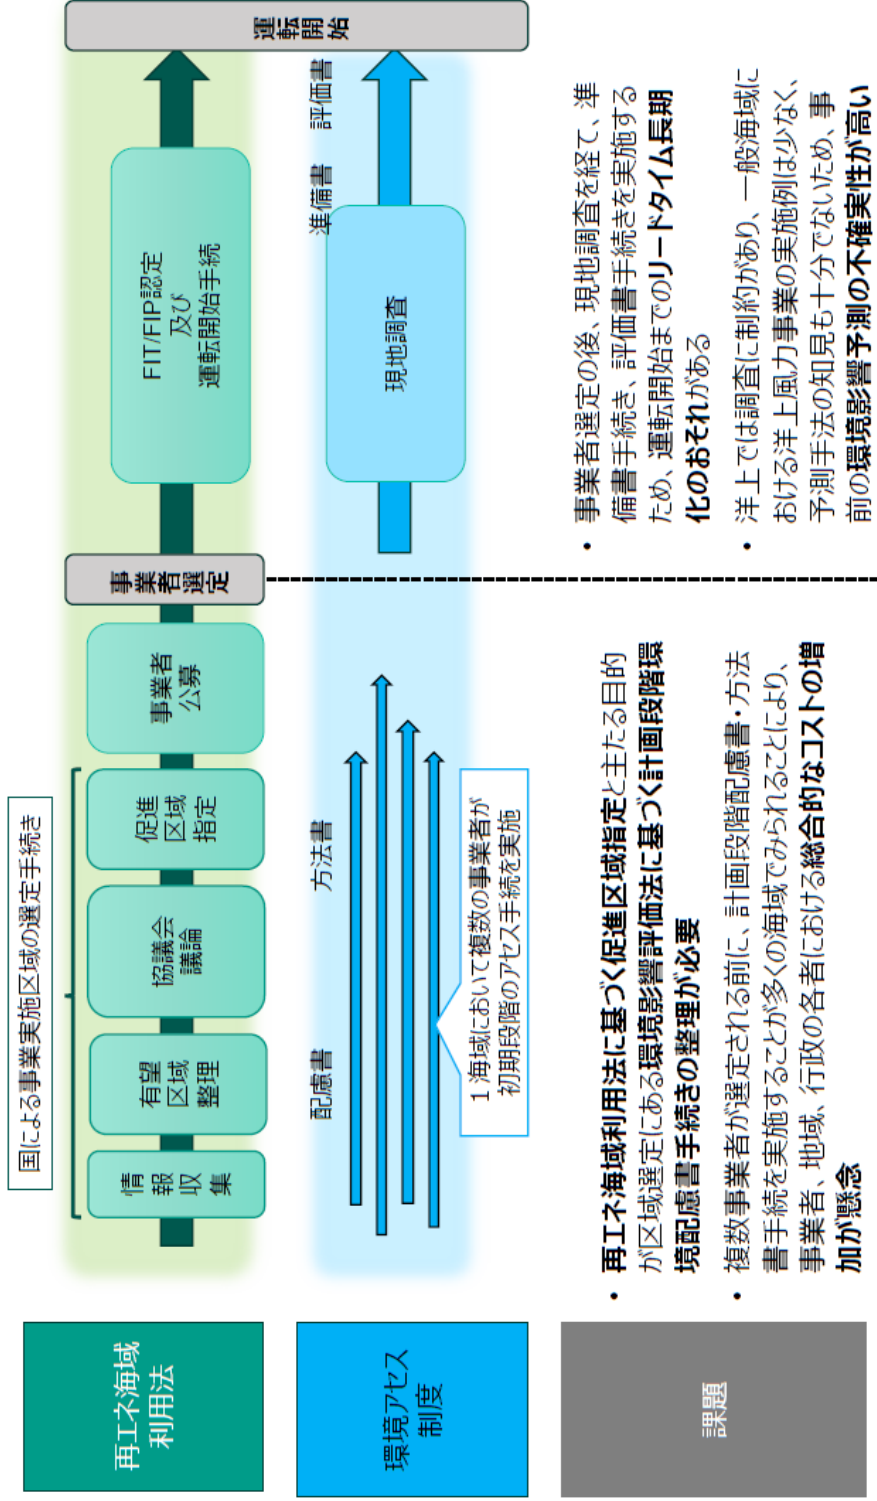 国による事業実施区域の選定手続き
再エネ海域
利用法
情
報
収
集
有望
区域
整理
協議会
議論
促進
区域
指定
事業者
公募
事業者
選定
FIT/FIP認定
及び
運転開始手続
運転
開始
環境アセス
制度
配慮書
方法書
準備書
評価書
現地調査
1 海域において複数の事業者が
初期段階のアセス手続を実施
課題
• 再エネ海域利用法に基づく促進区域指定と主たる目的
が区域選定にある環境影響評価法に基づく計画段階環
境配慮書手続きの整理が必要
• 複数事業者が選定される前に、計画段階配慮書・方法
書手続を実施することが多くの海域でみられることにより、
事業者、地域、行政の各者における総合的なコストの増
加が懸念
• 事業者選定の後、現地調査を経て、準
備書手続き、評価書手続きを実施する
ため、運転開始までのリードタイム長期
化のおそれがある
• 洋上では調査に制約があり、一般海域に
おける洋上風力事業の実施例は少なく、
予測手法の知見も十分でないため、事
前の環境影響予測の不確実性が高い